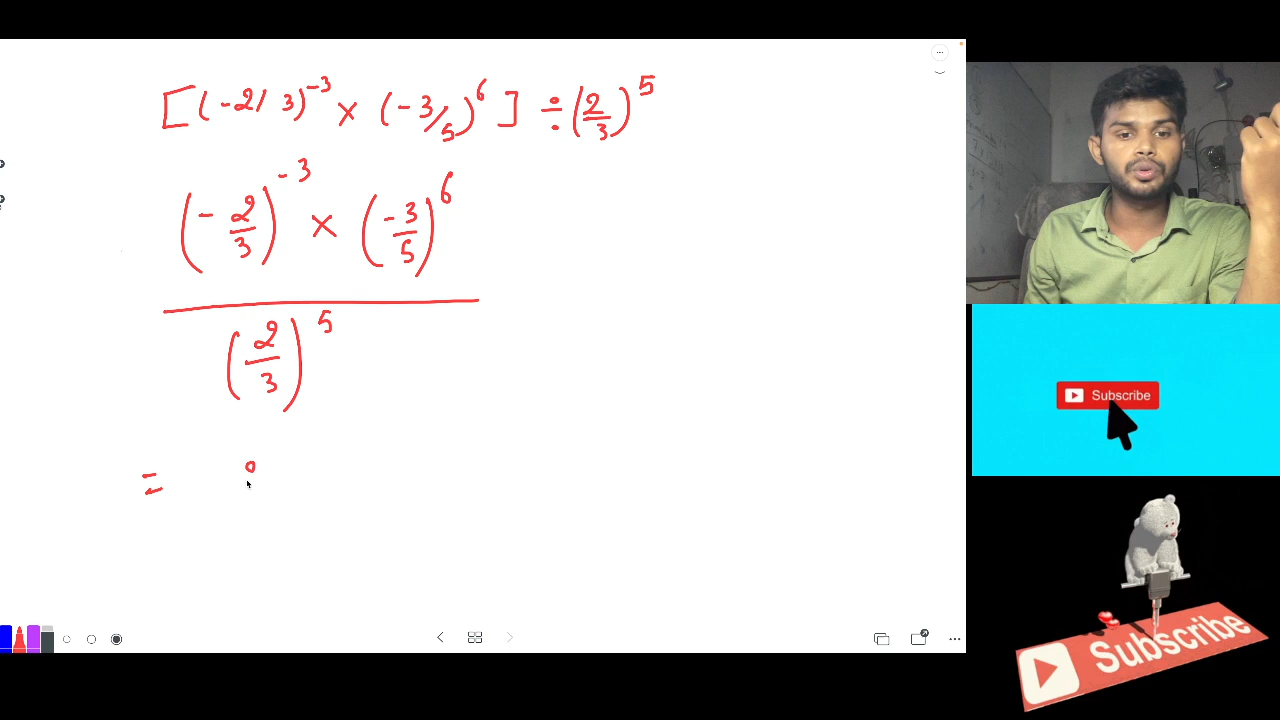 [(-2/3)^-3 × (-3/5)^6] ÷ (2/3)^5
(-2/3)^-3 × (-3/5)^6
(2/3)^5
=
Subscribe
Subscribe